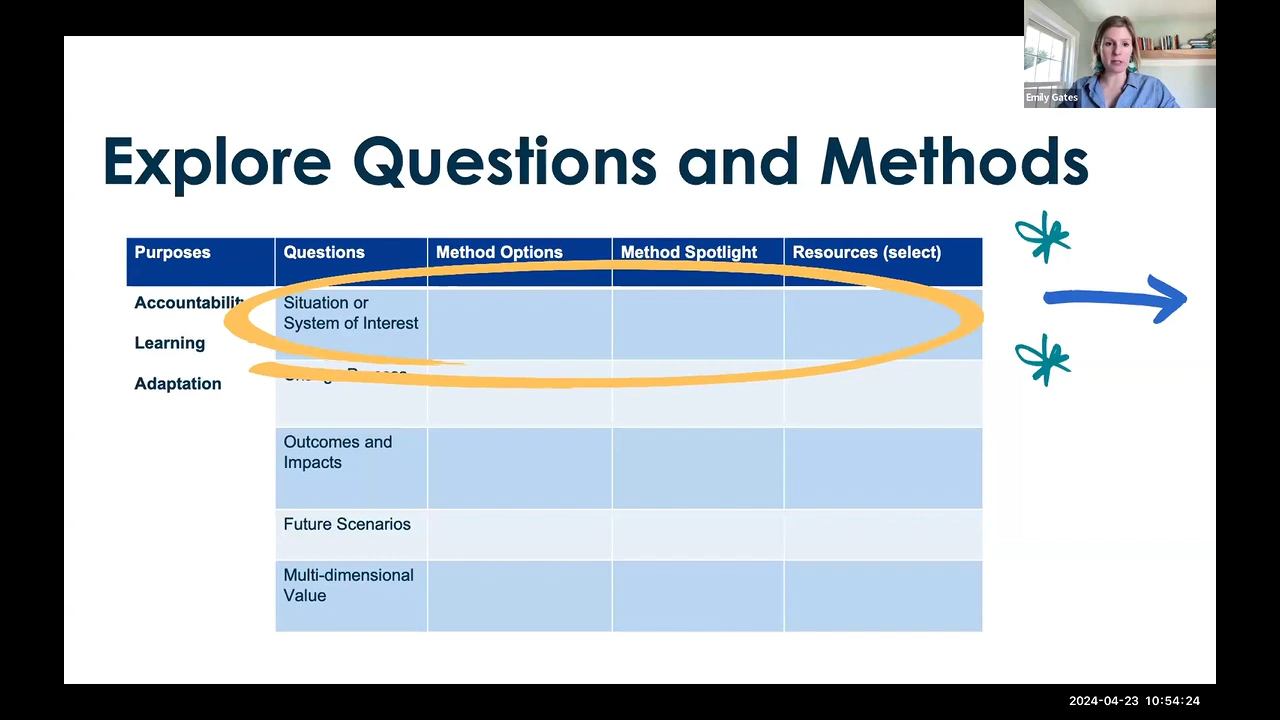 Emily Gates
Explore Questions and Methods
Purposes
Questions
Method Options
Method Spotlight
Resources (select)
Accountability
Learning
Adaptation
Situation or
System of Interest
Outcomes and
Impacts
Future Scenarios
Multi-dimensional
Value
2024-04-23 10:54:24